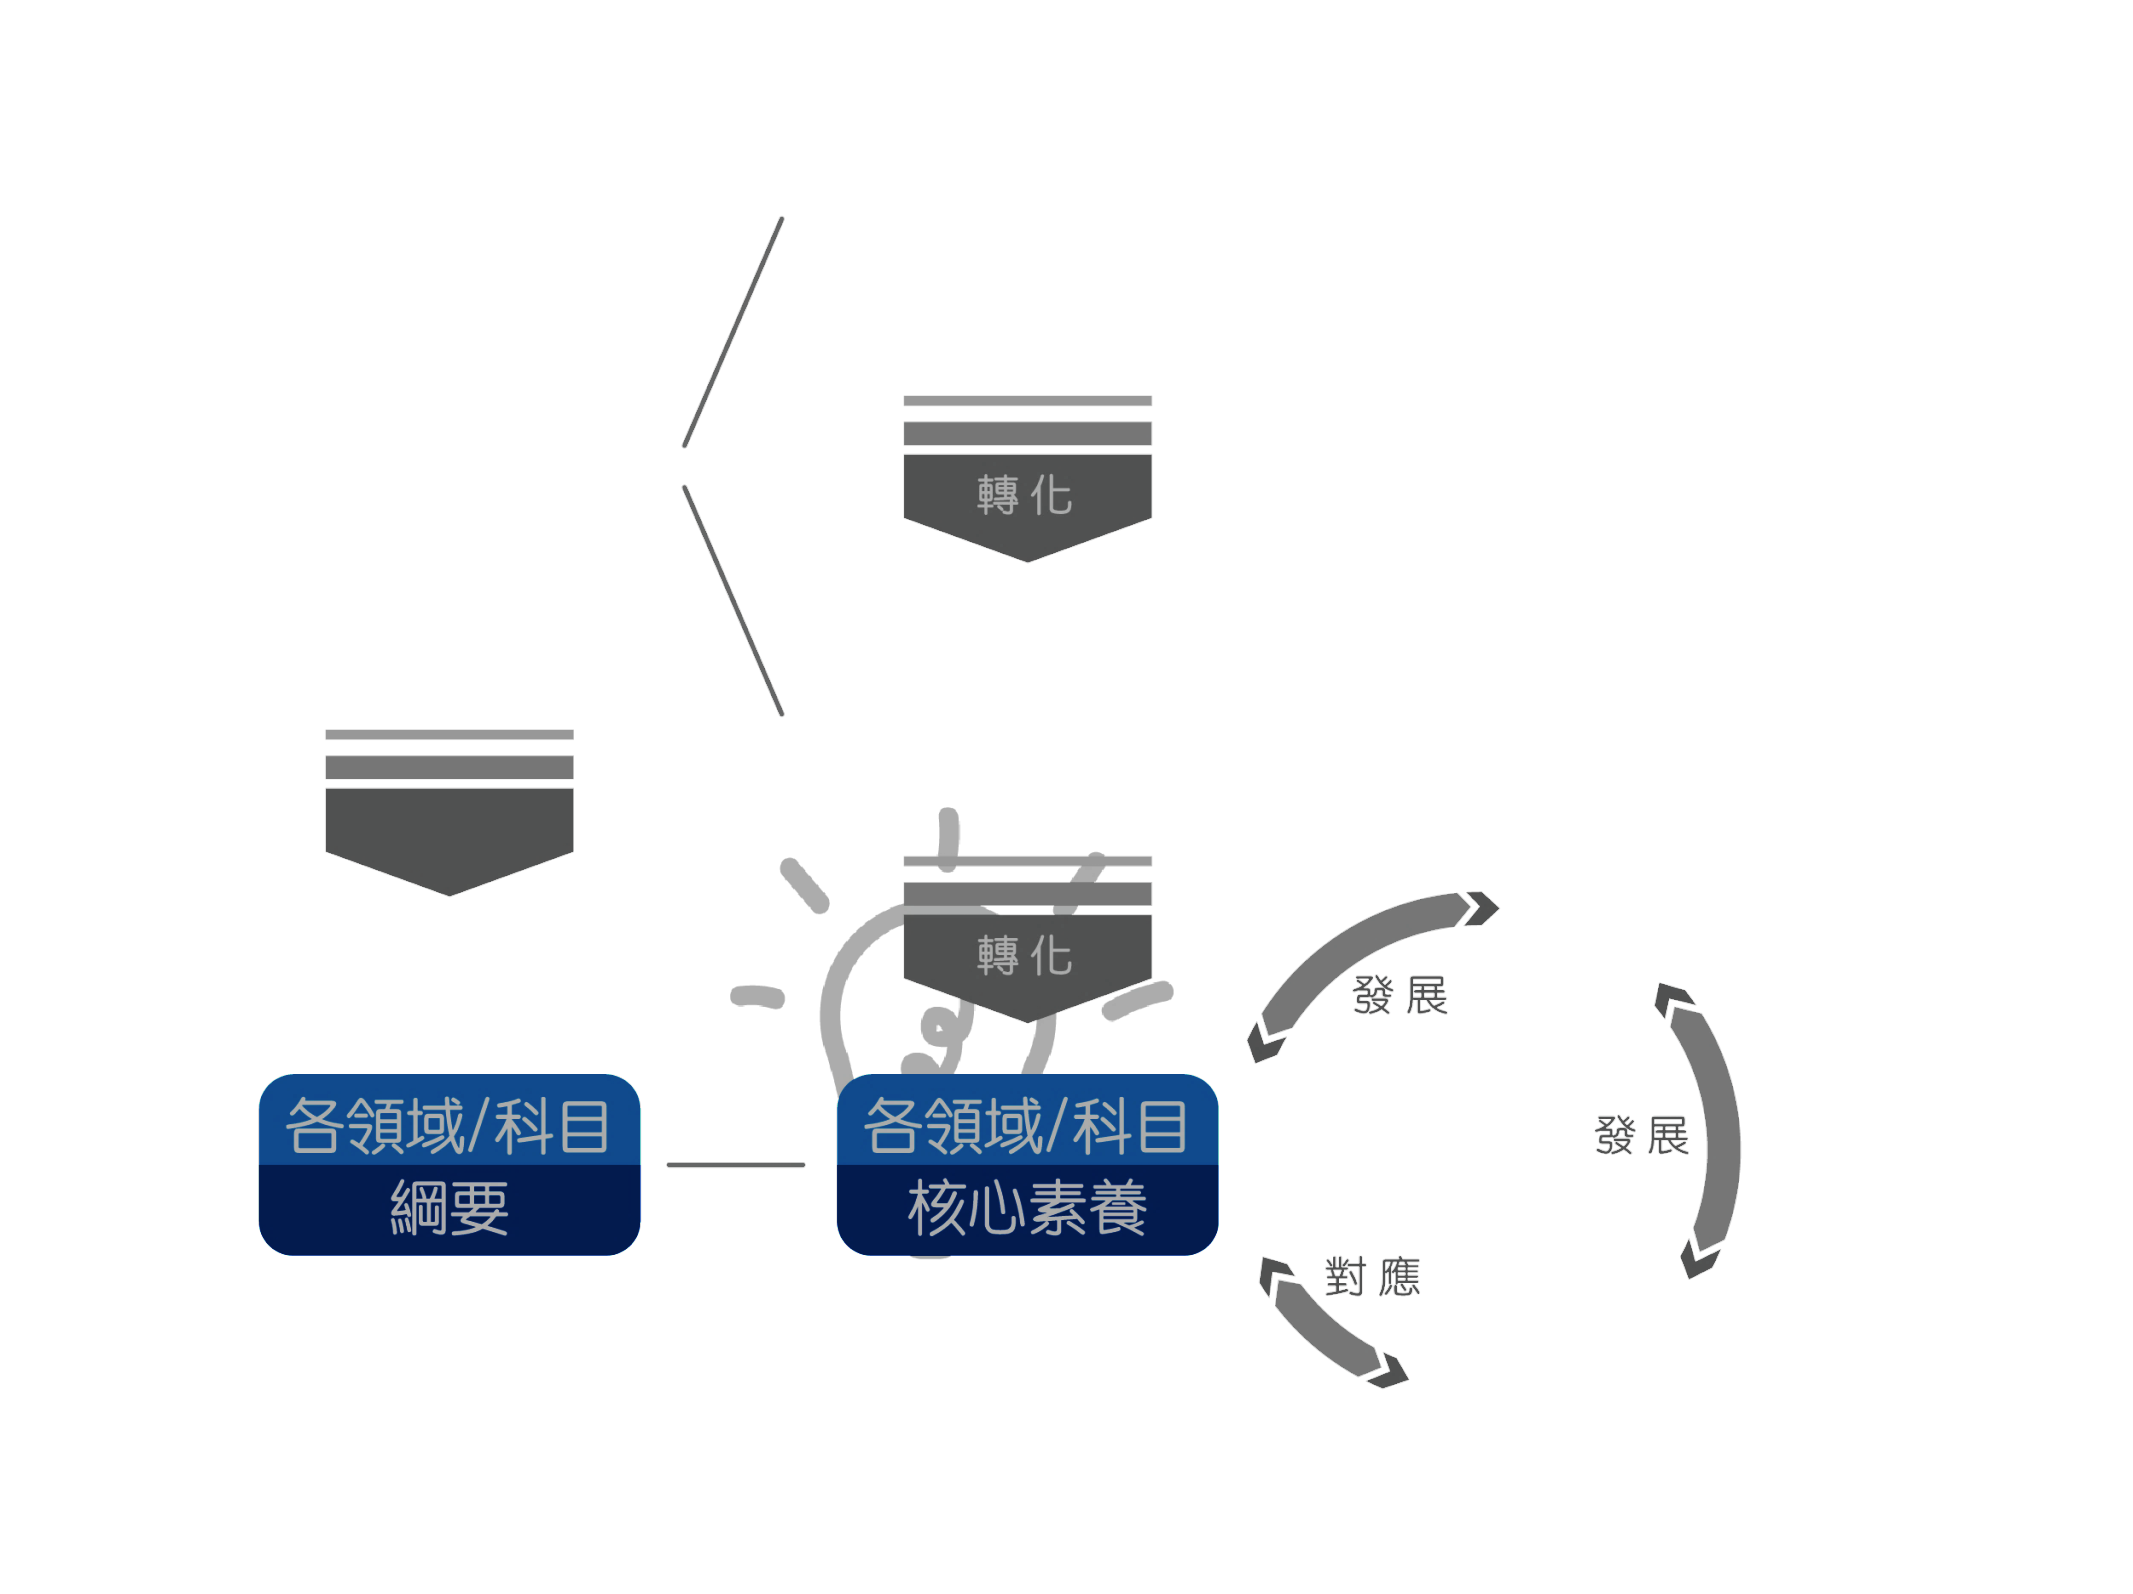 轉化
轉化
發展
發展
各領域/科目
綱要
各領域/科目
核心素養
對應